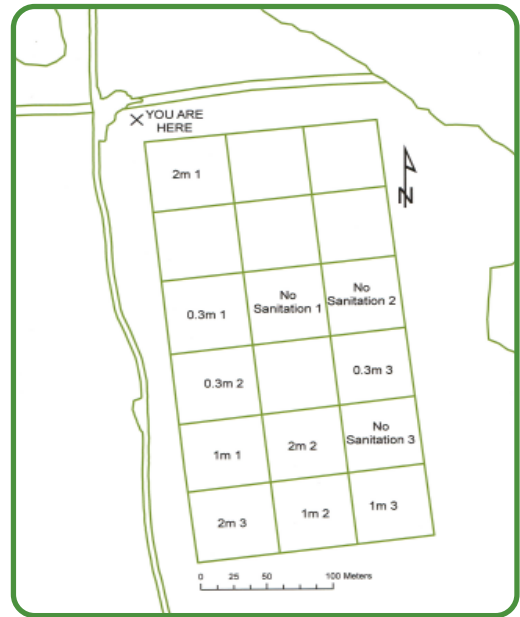 YOU ARE
HERE
N
2m 1
0.3m 1
No
Sanitation 1
No
Sanitation 2
0.3m 2
0.3m 3
1m 1
2m 2
No
Sanitation 3
2m 3
1m 2
1m 3
0 25 50 100 Meters